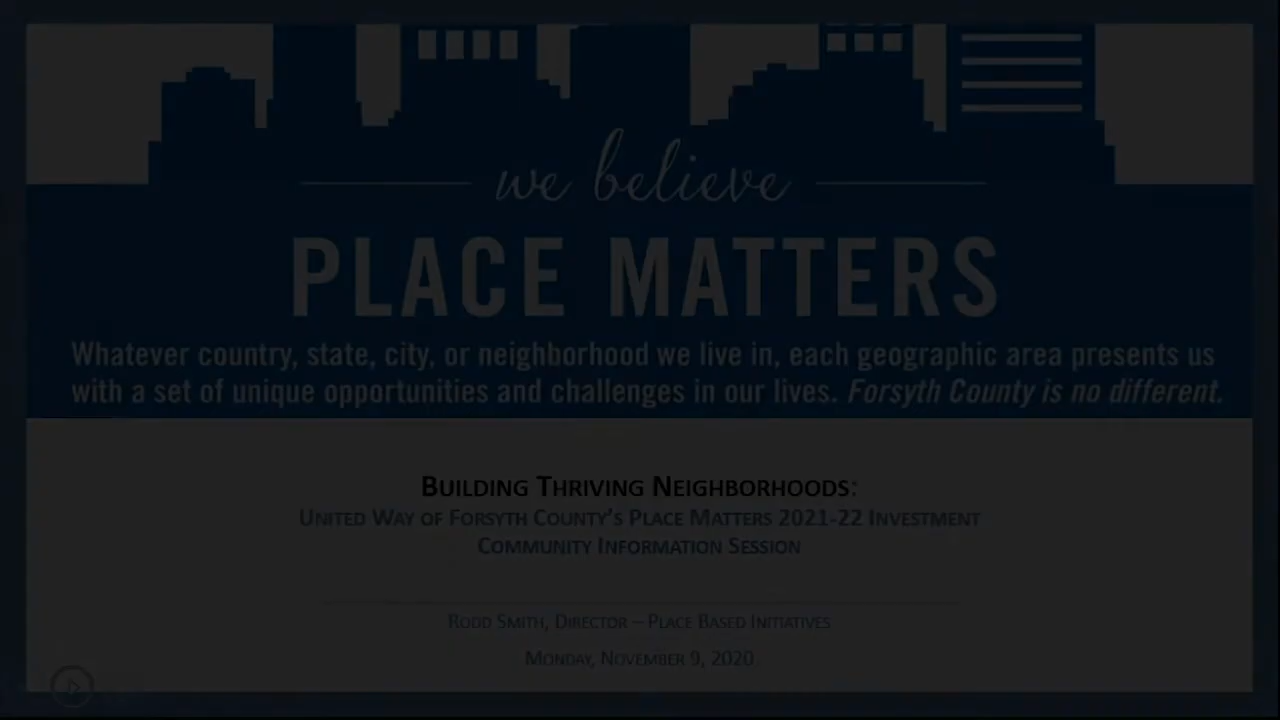 we believe
PLACE MATTERS
Whatever country, state, city, or neighborhood we live in, each geographic area presents us
with a set of unique opportunities and challenges in our lives. Forsyth County is no different.
BUILDING THRIVING NEIGHBORHOODS:
UNITED WAY OF FORSYTH COUNTY'S PLACE MATTERS 2021-22 INVESTMENT
COMMUNITY INFORMATION SESSION
RODD SMITH, DIRECTOR – PLACE BASED INITIATIVES
MONDAY, NOVEMBER 9, 2020